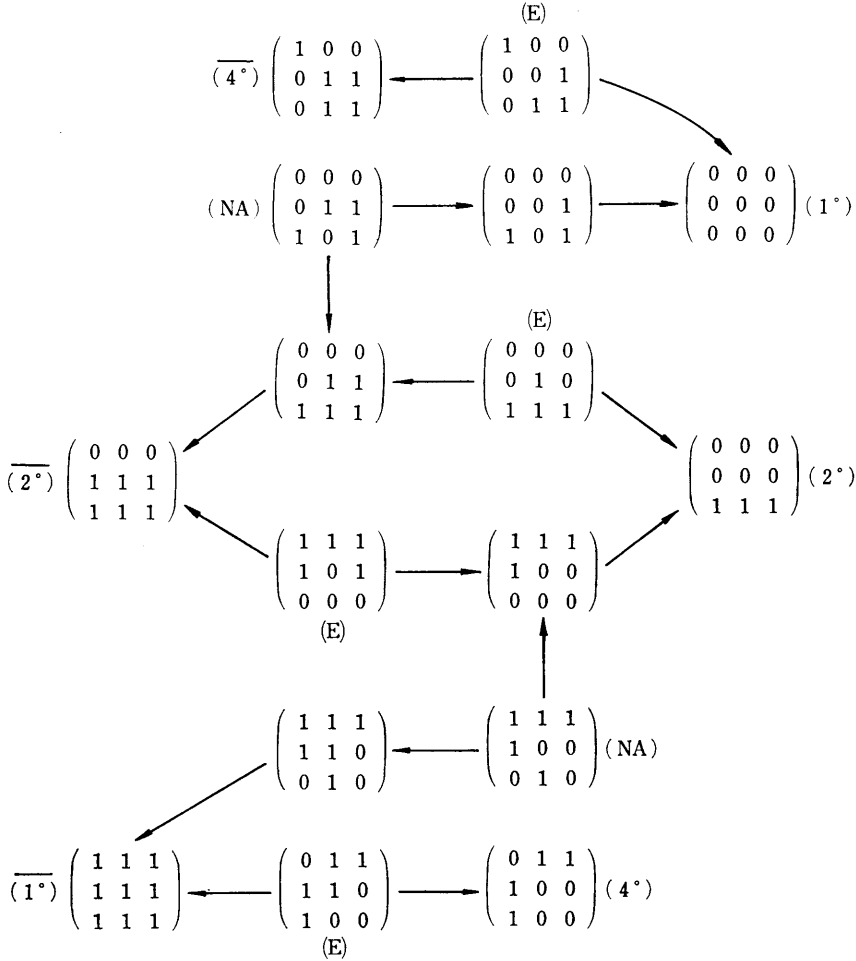 (E)
1 0 0 1 0 0
(4°) 0 1 1 0 0 1
0 1 1 0 1 1
0 0 0 0 0 0 0 0 0
(NA) 0 1 1 0 0 1 0 0 0 (1°)
1 0 1 1 0 1 0 0 0
(E)
0 0 0 0 0 0
0 1 1 0 1 0
1 1 1 1 1 1
0 0 0 0 0 0
(2°) 1 1 1 0 0 0 (2°)
1 1 1 1 1 1
1 1 1 1 1 1
1 0 1 1 0 0
0 0 0 0 0 0
(E)
1 1 1 1 1 1
1 1 0 1 0 0 (NA)
0 1 0 0 1 0
1 1 1 0 1 1 0 1 1
(1°) 1 1 1 1 1 0 1 0 0 (4°)
1 1 1 1 0 0 1 0 0
(E)